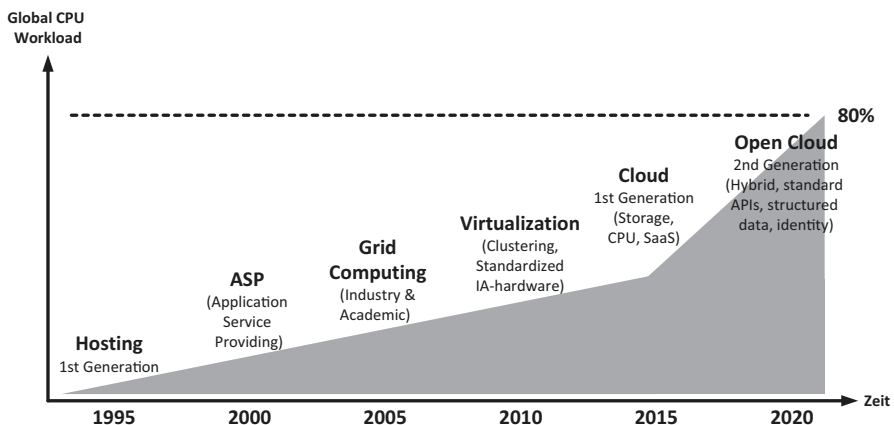 Global CPU
Workload
80%
Open Cloud
2nd Generation
(Hybrid, standard
APIs, structured
data, identity)
Cloud
1st Generation
(Storage,
CPU, SaaS)
Virtualization
(Clustering,
Standardized
IA-hardware)
Grid
Computing
(Industry &
Academic)
ASP
(Application
Service
Providing)
Hosting
1st Generation
Zeit
1995 2000 2005 2010 2015 2020